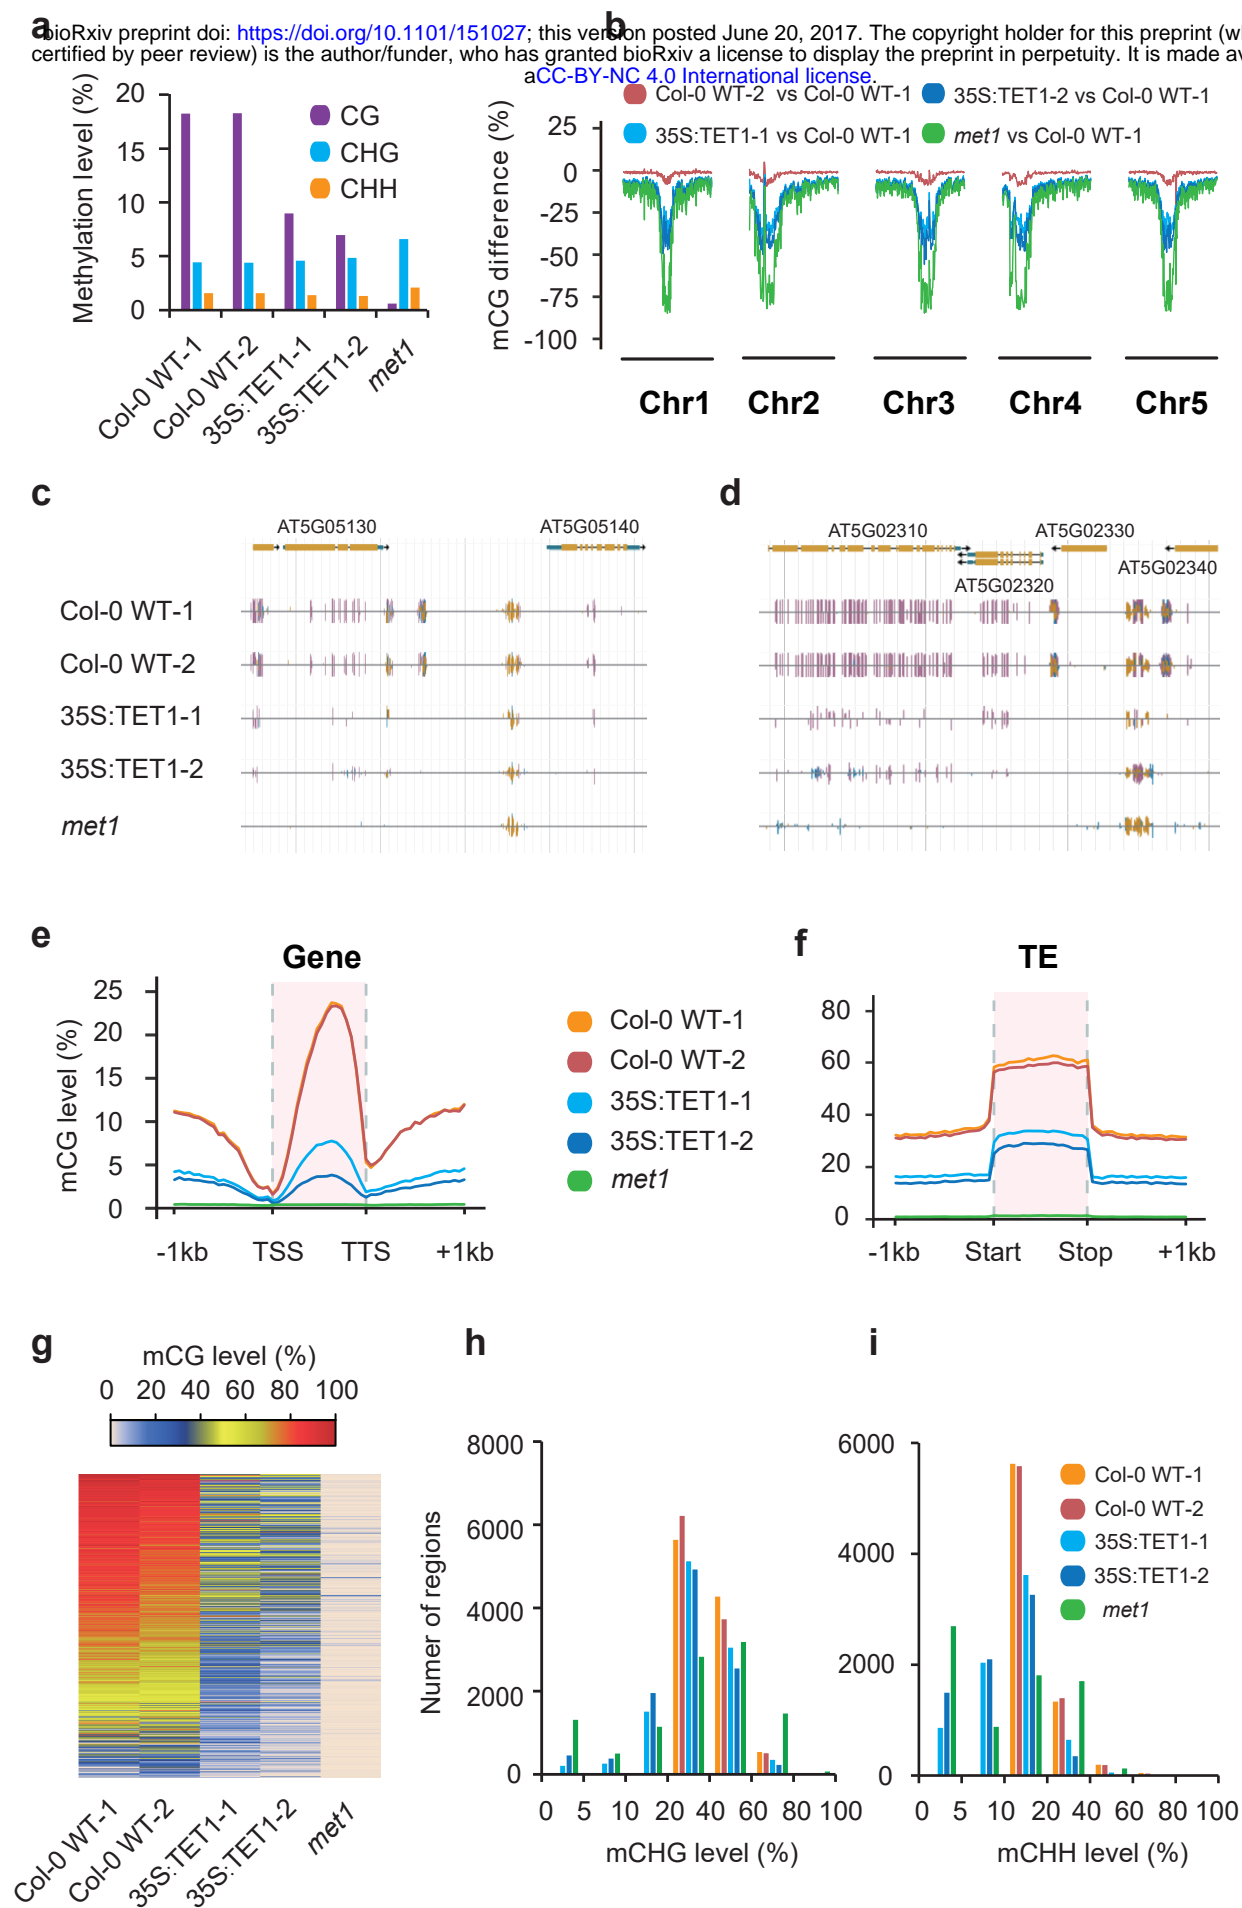 a
bioRxiv preprint doi: https://doi.org/10.1101/151027; this version posted June 20, 2017. The copyright holder for this preprint (w
certified by peer review) is the author/funder, who has granted bioRxiv a license to display the preprint in perpetuity. It is made av
aCC-BY-NC 4.0 International license.
b
Methylation level (%)
20
15
10
5
0
CG
CHG
CHH
Col-0 WT-1
Col-0 WT-2
35S:TET1-1
35S:TET1-2
met1
Col-0 WT-2 vs Col-0 WT-1
35S:TET1-2 vs Col-0 WT-1
35S:TET1-1 vs Col-0 WT-1
met1 vs Col-0 WT-1
mCG difference (%)
25
0
-25
-50
-75
-100
Chr1 Chr2 Chr3 Chr4 Chr5
c
AT5G05130 AT5G05140
Col-0 WT-1
Col-0 WT-2
35S:TET1-1
35S:TET1-2
met1
d
AT5G02310 AT5G02330
AT5G02320 AT5G02340
e
Gene
mCG level (%)
25
20
15
10
5
0
-1kb TSS TTS +1kb
Col-0 WT-1
Col-0 WT-2
35S:TET1-1
35S:TET1-2
met1
f
TE
80
60
40
20
0
-1kb Start Stop +1kb
g
mCG level (%)
0 20 40 60 80 100
Col-0 WT-1
Col-0 WT-2
35S:TET1-1
35S:TET1-2
met1
h
Numer of regions
8000
6000
4000
2000
0
0 5 10 20 40 60 80 100
mCHG level (%)
i
6000
4000
2000
0
Col-0 WT-1
Col-0 WT-2
35S:TET1-1
35S:TET1-2
met1
0 5 10 20 40 60 80 100
mCHH level (%)